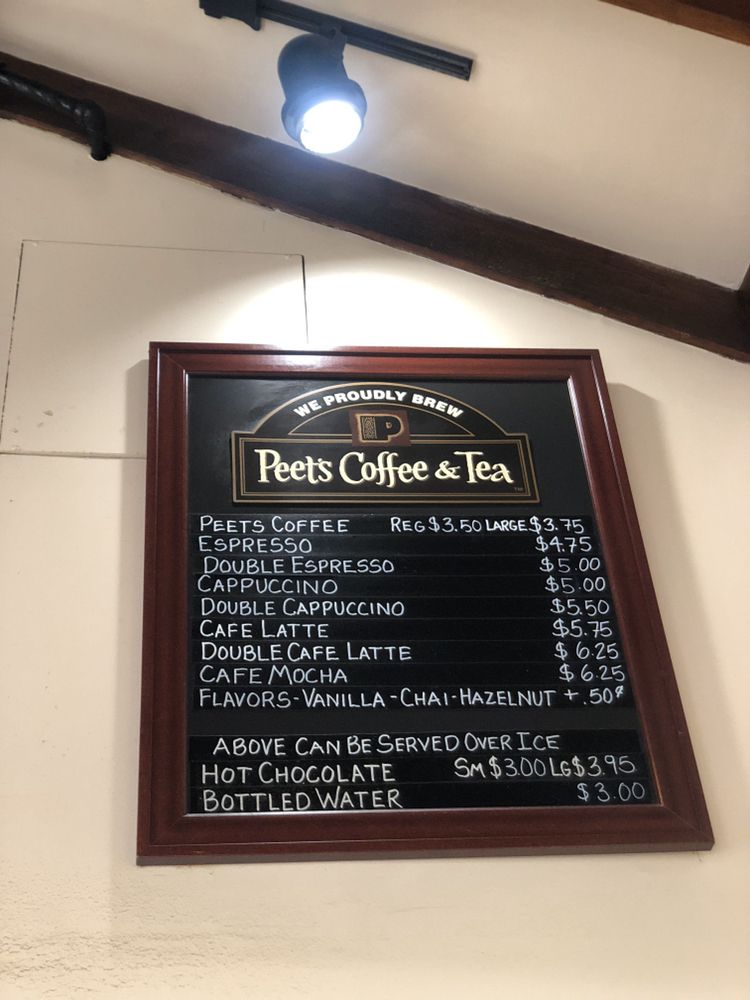 WE PROUDLY BREW
P
Peet's Coffee & Tea
PEETS COFFEE REG $3.50 LARGE $3.75
ESPRESSO $4.75
DOUBLE ESPRESSO $5.00
CAPPUCCINO $5.00
DOUBLE CAPPUCCINO $5.50
CAFE LATTE $5.75
DOUBLE CAFE LATTE $6.25
CAFE MOCHA $6.25
FLAVORS-VANILLA-CHAI-HAZELNUT +.50¢
ABOVE CAN BE SERVED OVER ICE
HOT CHOCOLATE SM $3.00 LG $3.95
BOTTLED WATER $3.00